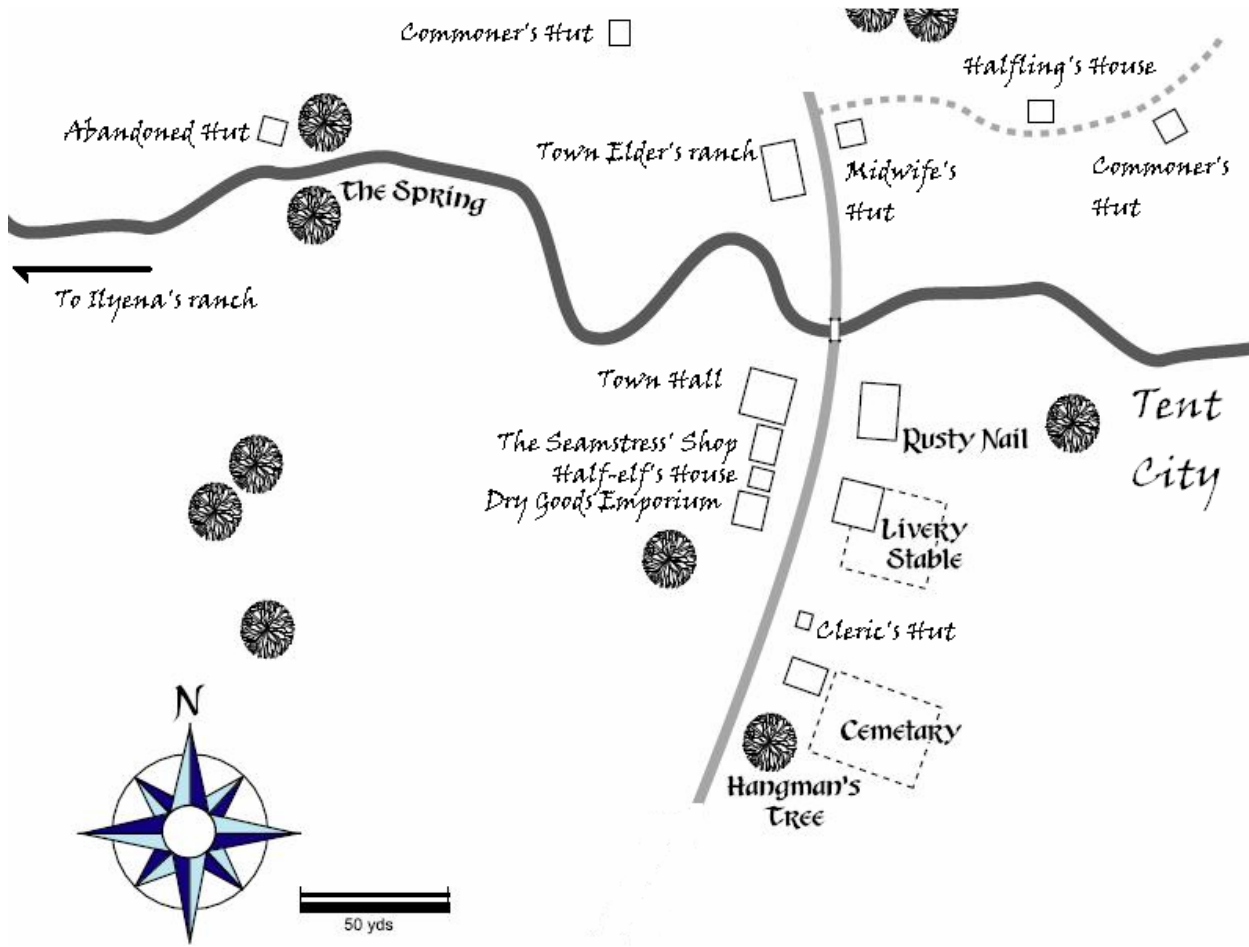 Commoner's Hut
Halfling's House
Abandoned Hut
Town Elder's ranch
Midwife's
Hut
Commoner's
Hut
The Spring
To Ilyena's ranch
Town Hall
Tent
City
The Seamstress' Shop
Rusty Nail
Half-elf's House
Dry Goods Emporium
Livery
Stable
Cleric's Hut
N
Cemetary
Hangman's
Tree
50 yds